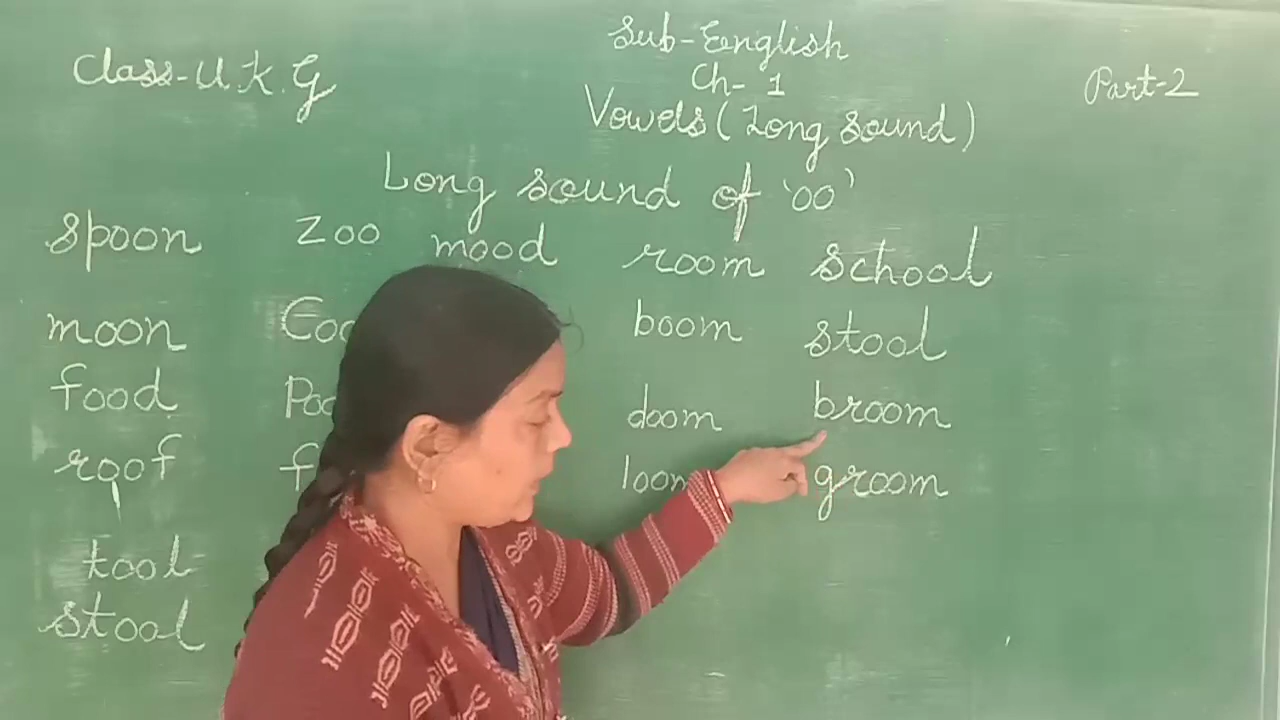 Sub-English
Class-U.K.G
Ch-1
Part-2
Vowels (Long sound)
Long sound of 'oo'
spoon zoo mood room school
moon boom stool
food doom broom
roof loom groom
tool
stool